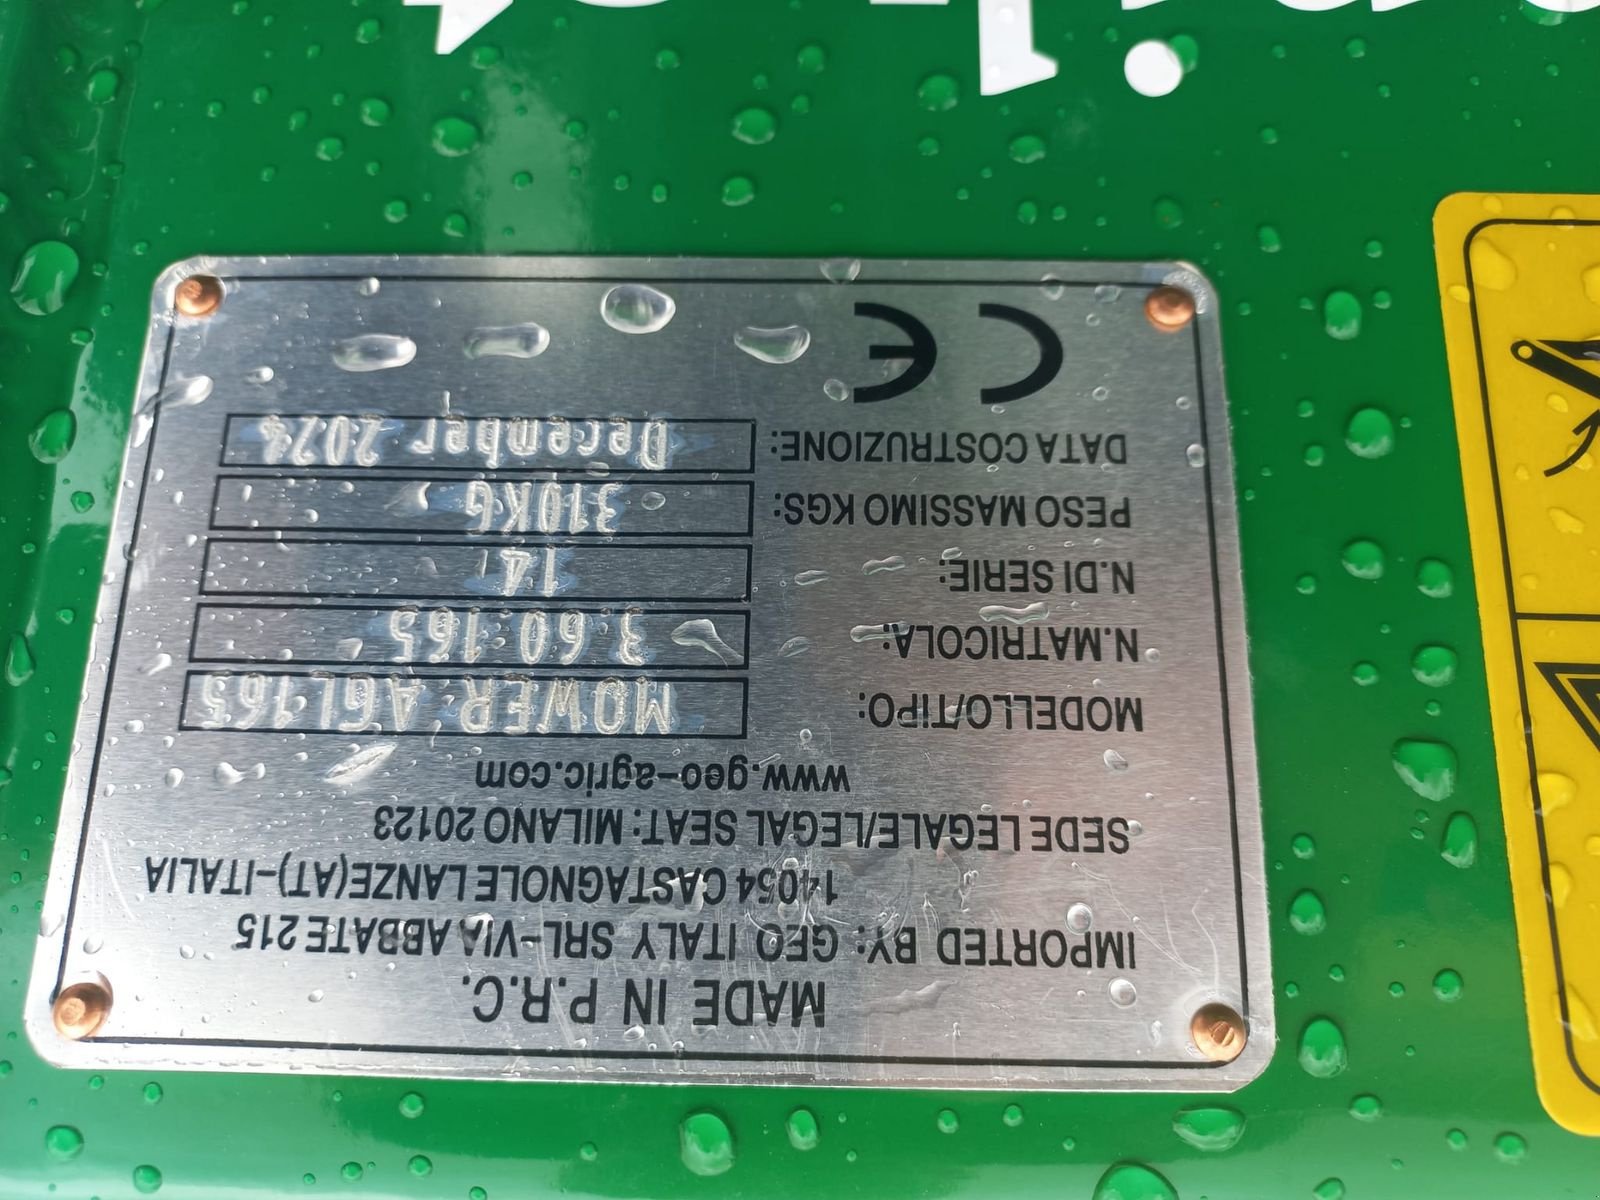 MADE IN P.R.C.
IMPORTED BY: GEO ITALY SRL-VIA ABBATE 215
14054 CASTAGNOLE LANZE(AT)-ITALIA
SEDE LEGALE/LEGAL SEAT: MILANO 20123
www.geo-agric.com
MODELLO/TIPO: MOWER AGL165
N.MATRICOLA: 3.60.165
N.DI SERIE: 14
PESO MASSIMO KGS: 310KG
DATA COSTRUZIONE: December 2024
CE